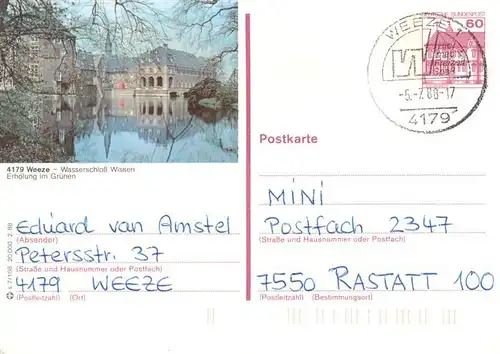 4179 Weeze - Wasserschloß Wissen
Erholung im Grünen
Eduard van Amstel
(Absender)
Petersstr. 37
(Straße und Hausnummer oder Postfach)
4179 WEEZE
(Postleitzahl) (Ort)
DEUTSCHE BUNDESPOST
60
WEEZE 1
-5.-7.88-17
4179
Postkarte
MINI
Postfach 2347
(Straße und Hausnummer oder Postfach)
7550 RASTATT 100
(Postleitzahl) (Bestimmungsort)